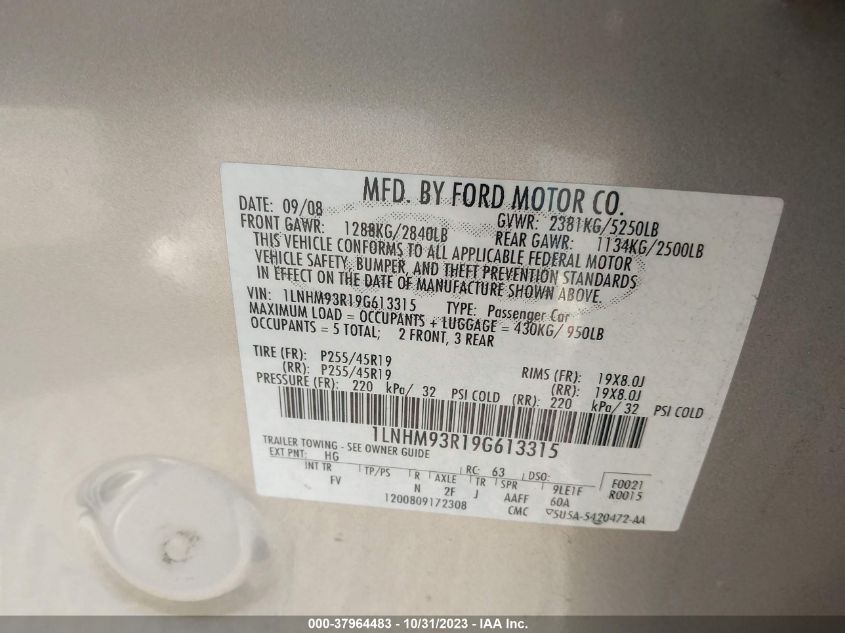 MFD. BY FORD MOTOR CO.
DATE: 09/08 GVWR: 2381KG/5250LB
FRONT GAWR: 1288KG/2840LB REAR GAWR: 1134KG/2500LB
THIS VEHICLE CONFORMS TO ALL APPLICABLE FEDERAL MOTOR
VEHICLE SAFETY, BUMPER, AND THEFT PREVENTION STANDARDS
IN EFFECT ON THE DATE OF MANUFACTURE SHOWN ABOVE.
VIN: 1LNHM93R19G613315 TYPE: Passenger Car
MAXIMUM LOAD = OCCUPANTS + LUGGAGE = 430KG/ 950LB
OCCUPANTS = 5 TOTAL; 2 FRONT, 3 REAR
TIRE (FR): P255/45R19 RIMS (FR): 19X8.0J
(RR): P255/45R19 (RR): 19X8.0J
PRESSURE (FR): 220 kPa/ 32 PSI COLD (RR): 220 kPa/ 32 PSI COLD
1LNHM93R19G613315
TRAILER TOWING - SEE OWNER GUIDE
EXT PNT: HG RC: 63 DSO: F0021
INT TR TP/PS R AXLE TR SPR 9LE1F R0015
FV N 2F J AAFF 60A
1200809172308 CMC ▽5U5A-5420472-AA
000-37964483 - 10/31/2023 - IAA Inc.